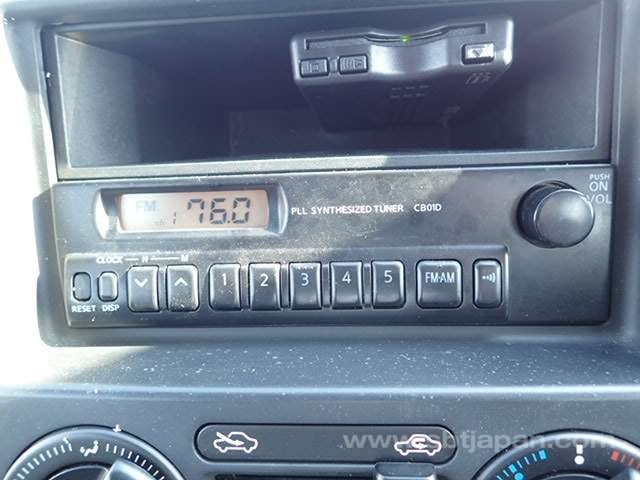 FM 1 76.0
PLL SYNTHESIZED TUNER CB01D
PUSH
ON
VOL
CLOCK H M
RESET DISP 1 2 3 4 5 FM·AM
www.sbtjapan.com